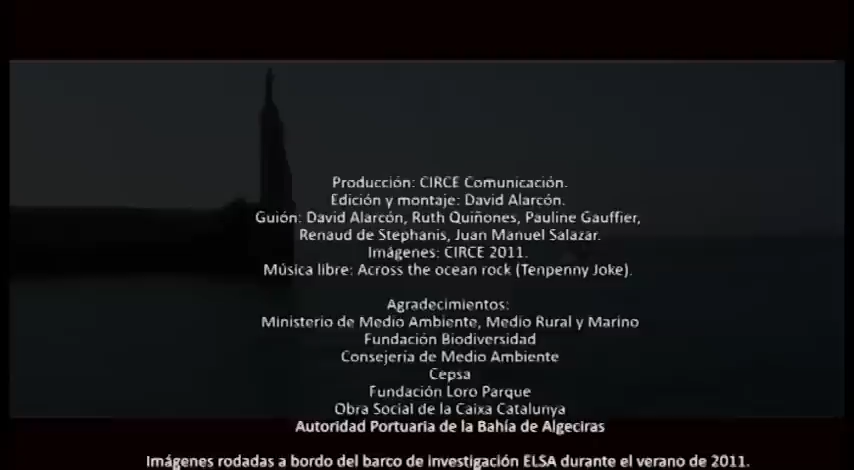 Producción: CIRCE Comunicación.
Edición y montaje: David Alarcón.
Guión: David Alarcón, Ruth Quiñones, Pauline Gauffier,
Renaud de Stephanis, Juan Manuel Salazar.
Imágenes: CIRCE 2011.
Música libre: Across the ocean rock (Tenpenny Joke).
Agradecimientos:
Ministerio de Medio Ambiente, Medio Rural y Marino
Fundación Biodiversidad
Consejería de Medio Ambiente
Cepsa
Fundación Loro Parque
Obra Social de la Caixa Catalunya
Autoridad Portuaria de la Bahía de Algeciras
Imágenes rodadas a bordo del barco de investigación ELSA durante el verano de 2011.